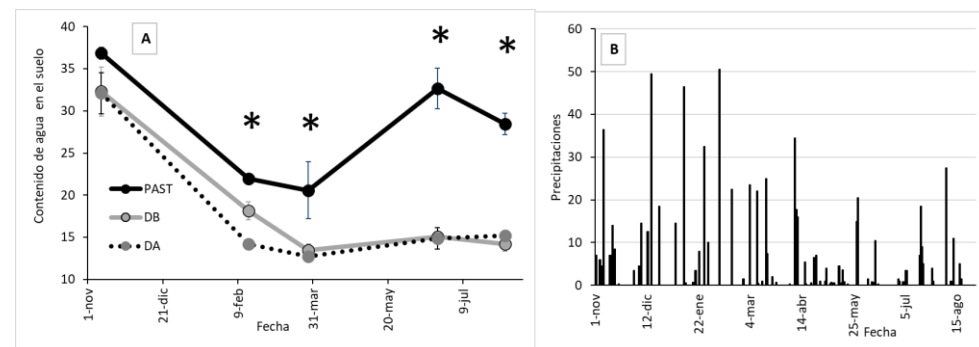 A
Contenido de agua en el suelo
40
35
30
25
20
15
10
* * * *
PAST
DB
DA
1-nov
21-dic
9-feb
31-mar
20-may
9-jul
Fecha
B
Precipitaciones
60
50
40
30
20
10
0
1-nov
12-dic
22-ene
4-mar
14-abr
25-may
5-jul
15-ago
Fecha